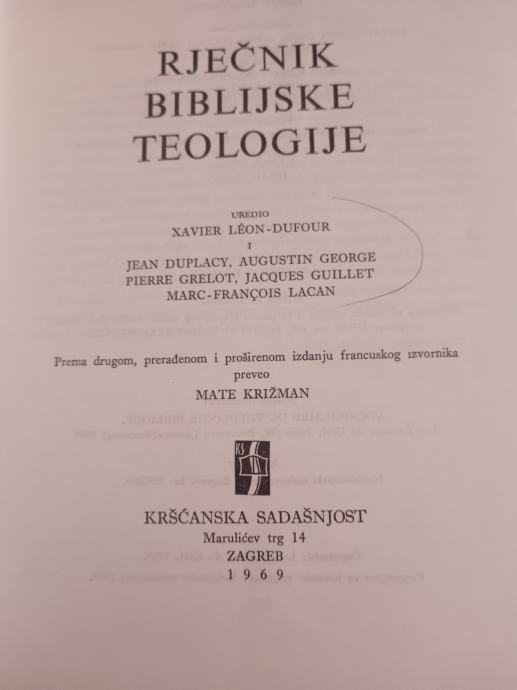 RJEČNIK
BIBLIJSKE
TEOLOGIJE
UREDIO
XAVIER LÉON-DUFOUR
I
JEAN DUPLACY, AUGUSTIN GEORGE
PIERRE GRELOT, JACQUES GUILLET
MARC-FRANÇOIS LACAN
Prema drugom, prerađenom i proširenom izdanju francuskog izvornika
preveo
MATE KRIŽMAN
KS
KRŠĆANSKA SADAŠNJOST
Marulićev trg 14
ZAGREB
1969